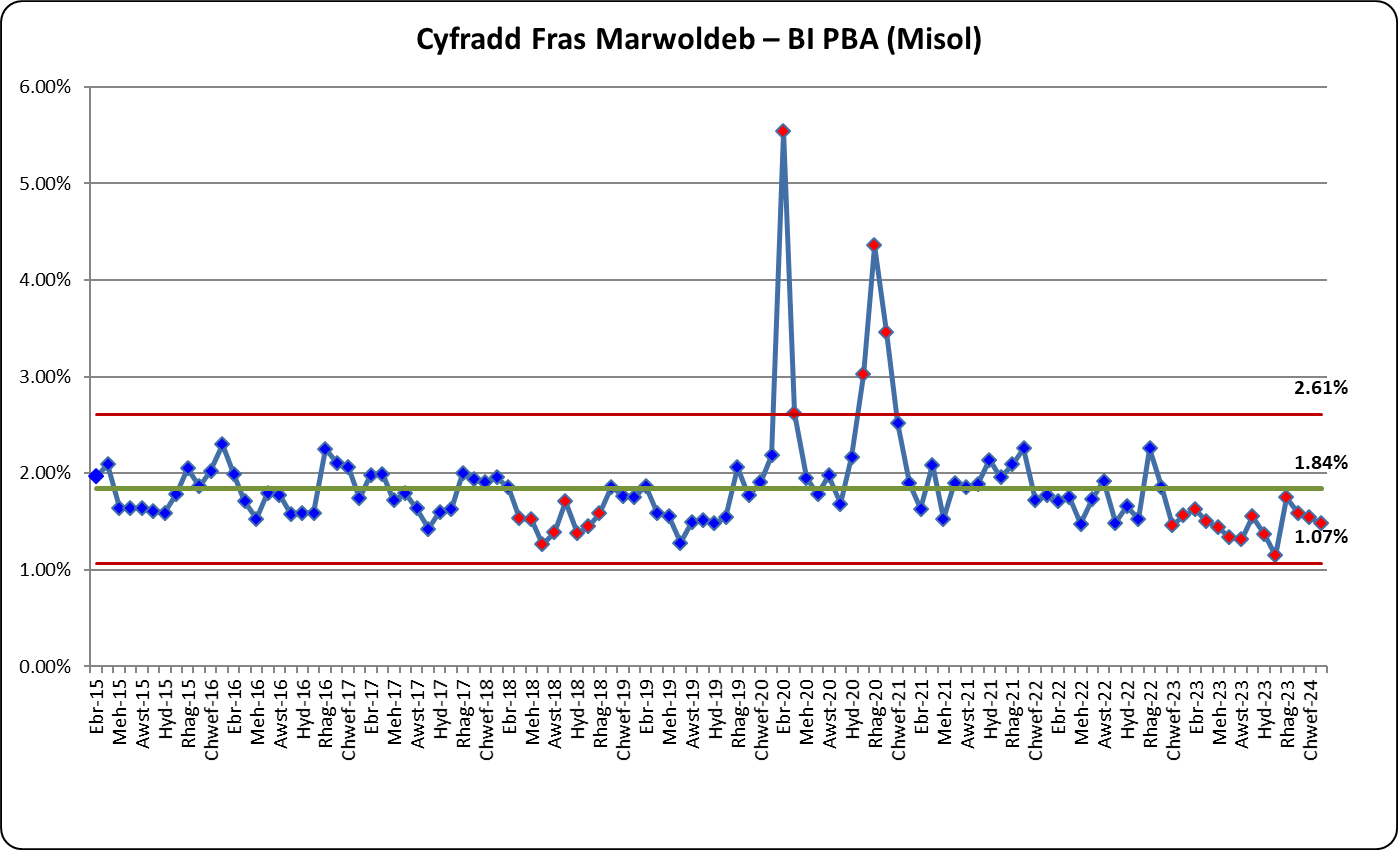 Cyfradd Fras Marwoldeb – BI PBA (Misol)
6.00%
5.00%
4.00%
3.00%
2.61%
2.00%
1.84%
1.07%
1.00%
0.00%
Ebr-15
Meh-15
Awst-15
Hyd-15
Rhag-15
Chwef-16
Ebr-16
Meh-16
Awst-16
Hyd-16
Rhag-16
Chwef-17
Ebr-17
Meh-17
Awst-17
Hyd-17
Rhag-17
Chwef-18
Ebr-18
Meh-18
Awst-18
Hyd-18
Rhag-18
Chwef-19
Ebr-19
Meh-19
Awst-19
Hyd-19
Rhag-19
Chwef-20
Ebr-20
Meh-20
Awst-20
Hyd-20
Rhag-20
Chwef-21
Ebr-21
Meh-21
Awst-21
Hyd-21
Rhag-21
Chwef-22
Ebr-22
Meh-22
Awst-22
Hyd-22
Rhag-22
Chwef-23
Ebr-23
Meh-23
Awst-23
Hyd-23
Rhag-23
Chwef-24